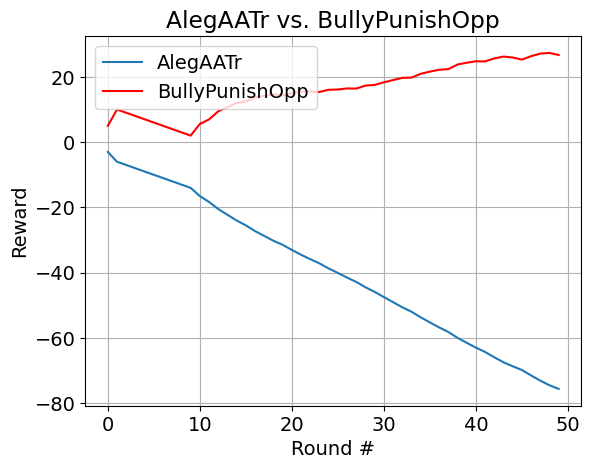 AlegAATr vs. BullyPunishOpp
AlegAATr
BullyPunishOpp
20
0
−20
−40
−60
−80
Reward
0 10 20 30 40 50
Round #